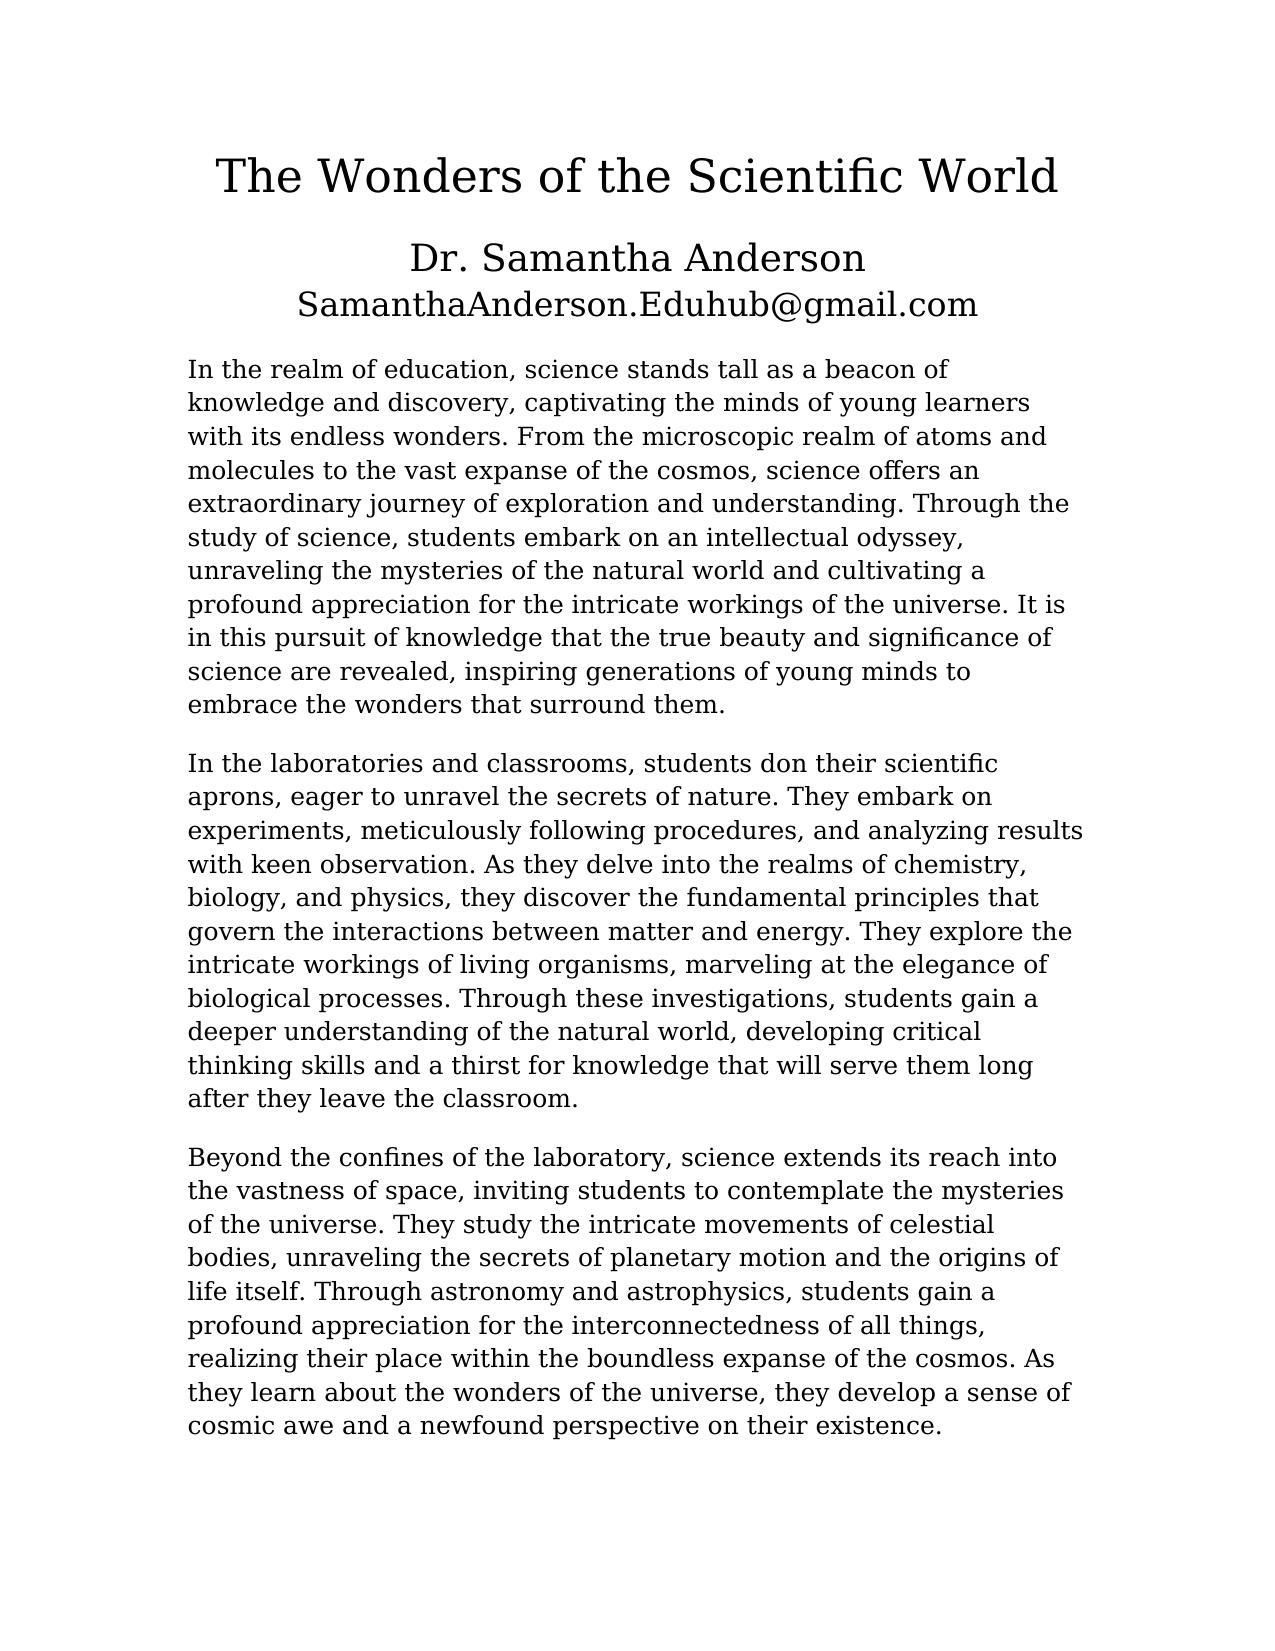 The Wonders of the Scientific World
Dr. Samantha Anderson
SamanthaAnderson.Eduhub@gmail.com
In the realm of education, science stands tall as a beacon of
knowledge and discovery, captivating the minds of young learners
with its endless wonders. From the microscopic realm of atoms and
molecules to the vast expanse of the cosmos, science offers an
extraordinary journey of exploration and understanding. Through the
study of science, students embark on an intellectual odyssey,
unraveling the mysteries of the natural world and cultivating a
profound appreciation for the intricate workings of the universe. It is
in this pursuit of knowledge that the true beauty and significance of
science are revealed, inspiring generations of young minds to
embrace the wonders that surround them.
In the laboratories and classrooms, students don their scientific
aprons, eager to unravel the secrets of nature. They embark on
experiments, meticulously following procedures, and analyzing results
with keen observation. As they delve into the realms of chemistry,
biology, and physics, they discover the fundamental principles that
govern the interactions between matter and energy. They explore the
intricate workings of living organisms, marveling at the elegance of
biological processes. Through these investigations, students gain a
deeper understanding of the natural world, developing critical
thinking skills and a thirst for knowledge that will serve them long
after they leave the classroom.
Beyond the confines of the laboratory, science extends its reach into
the vastness of space, inviting students to contemplate the mysteries
of the universe. They study the intricate movements of celestial
bodies, unraveling the secrets of planetary motion and the origins of
life itself. Through astronomy and astrophysics, students gain a
profound appreciation for the interconnectedness of all things,
realizing their place within the boundless expanse of the cosmos. As
they learn about the wonders of the universe, they develop a sense of
cosmic awe and a newfound perspective on their existence.